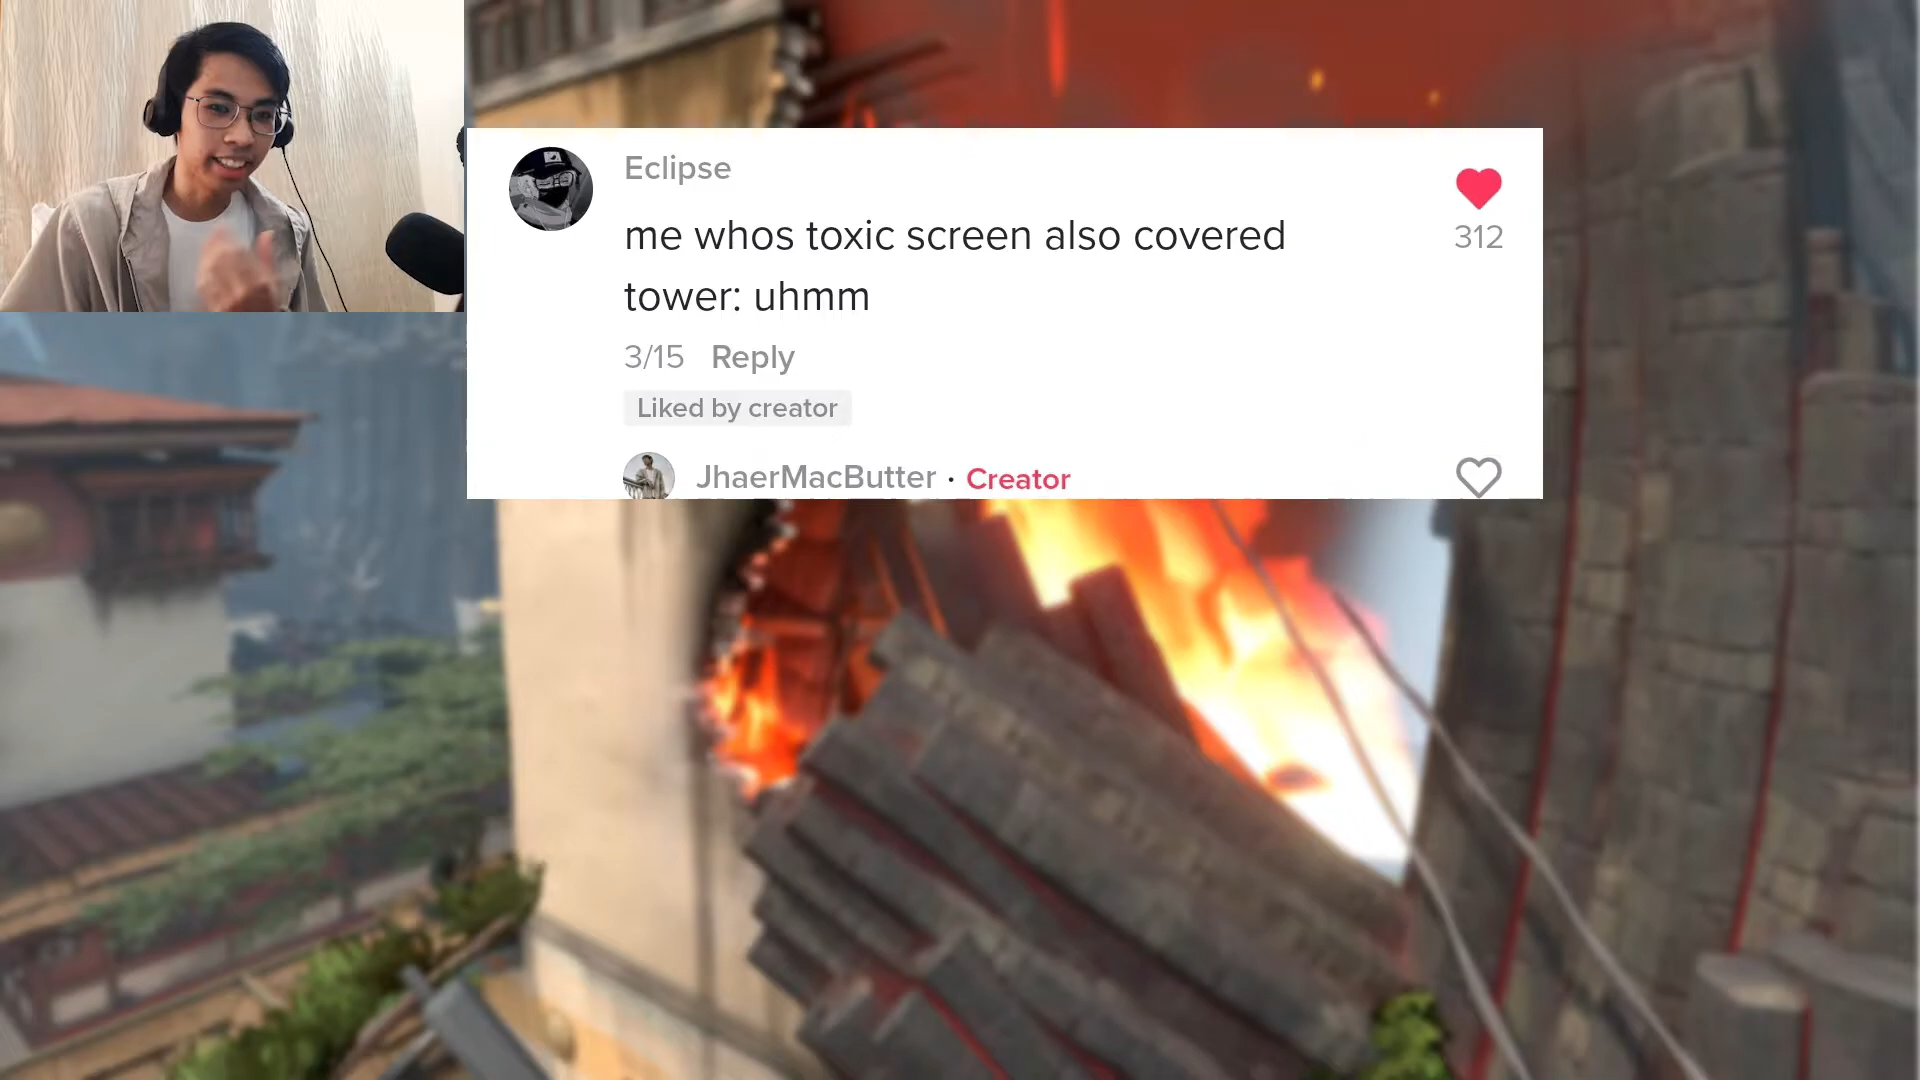 Eclipse
me whos toxic screen also covered
312
tower: uhmm
3/15 Reply
Liked by creator
JhaerMacButter · Creator